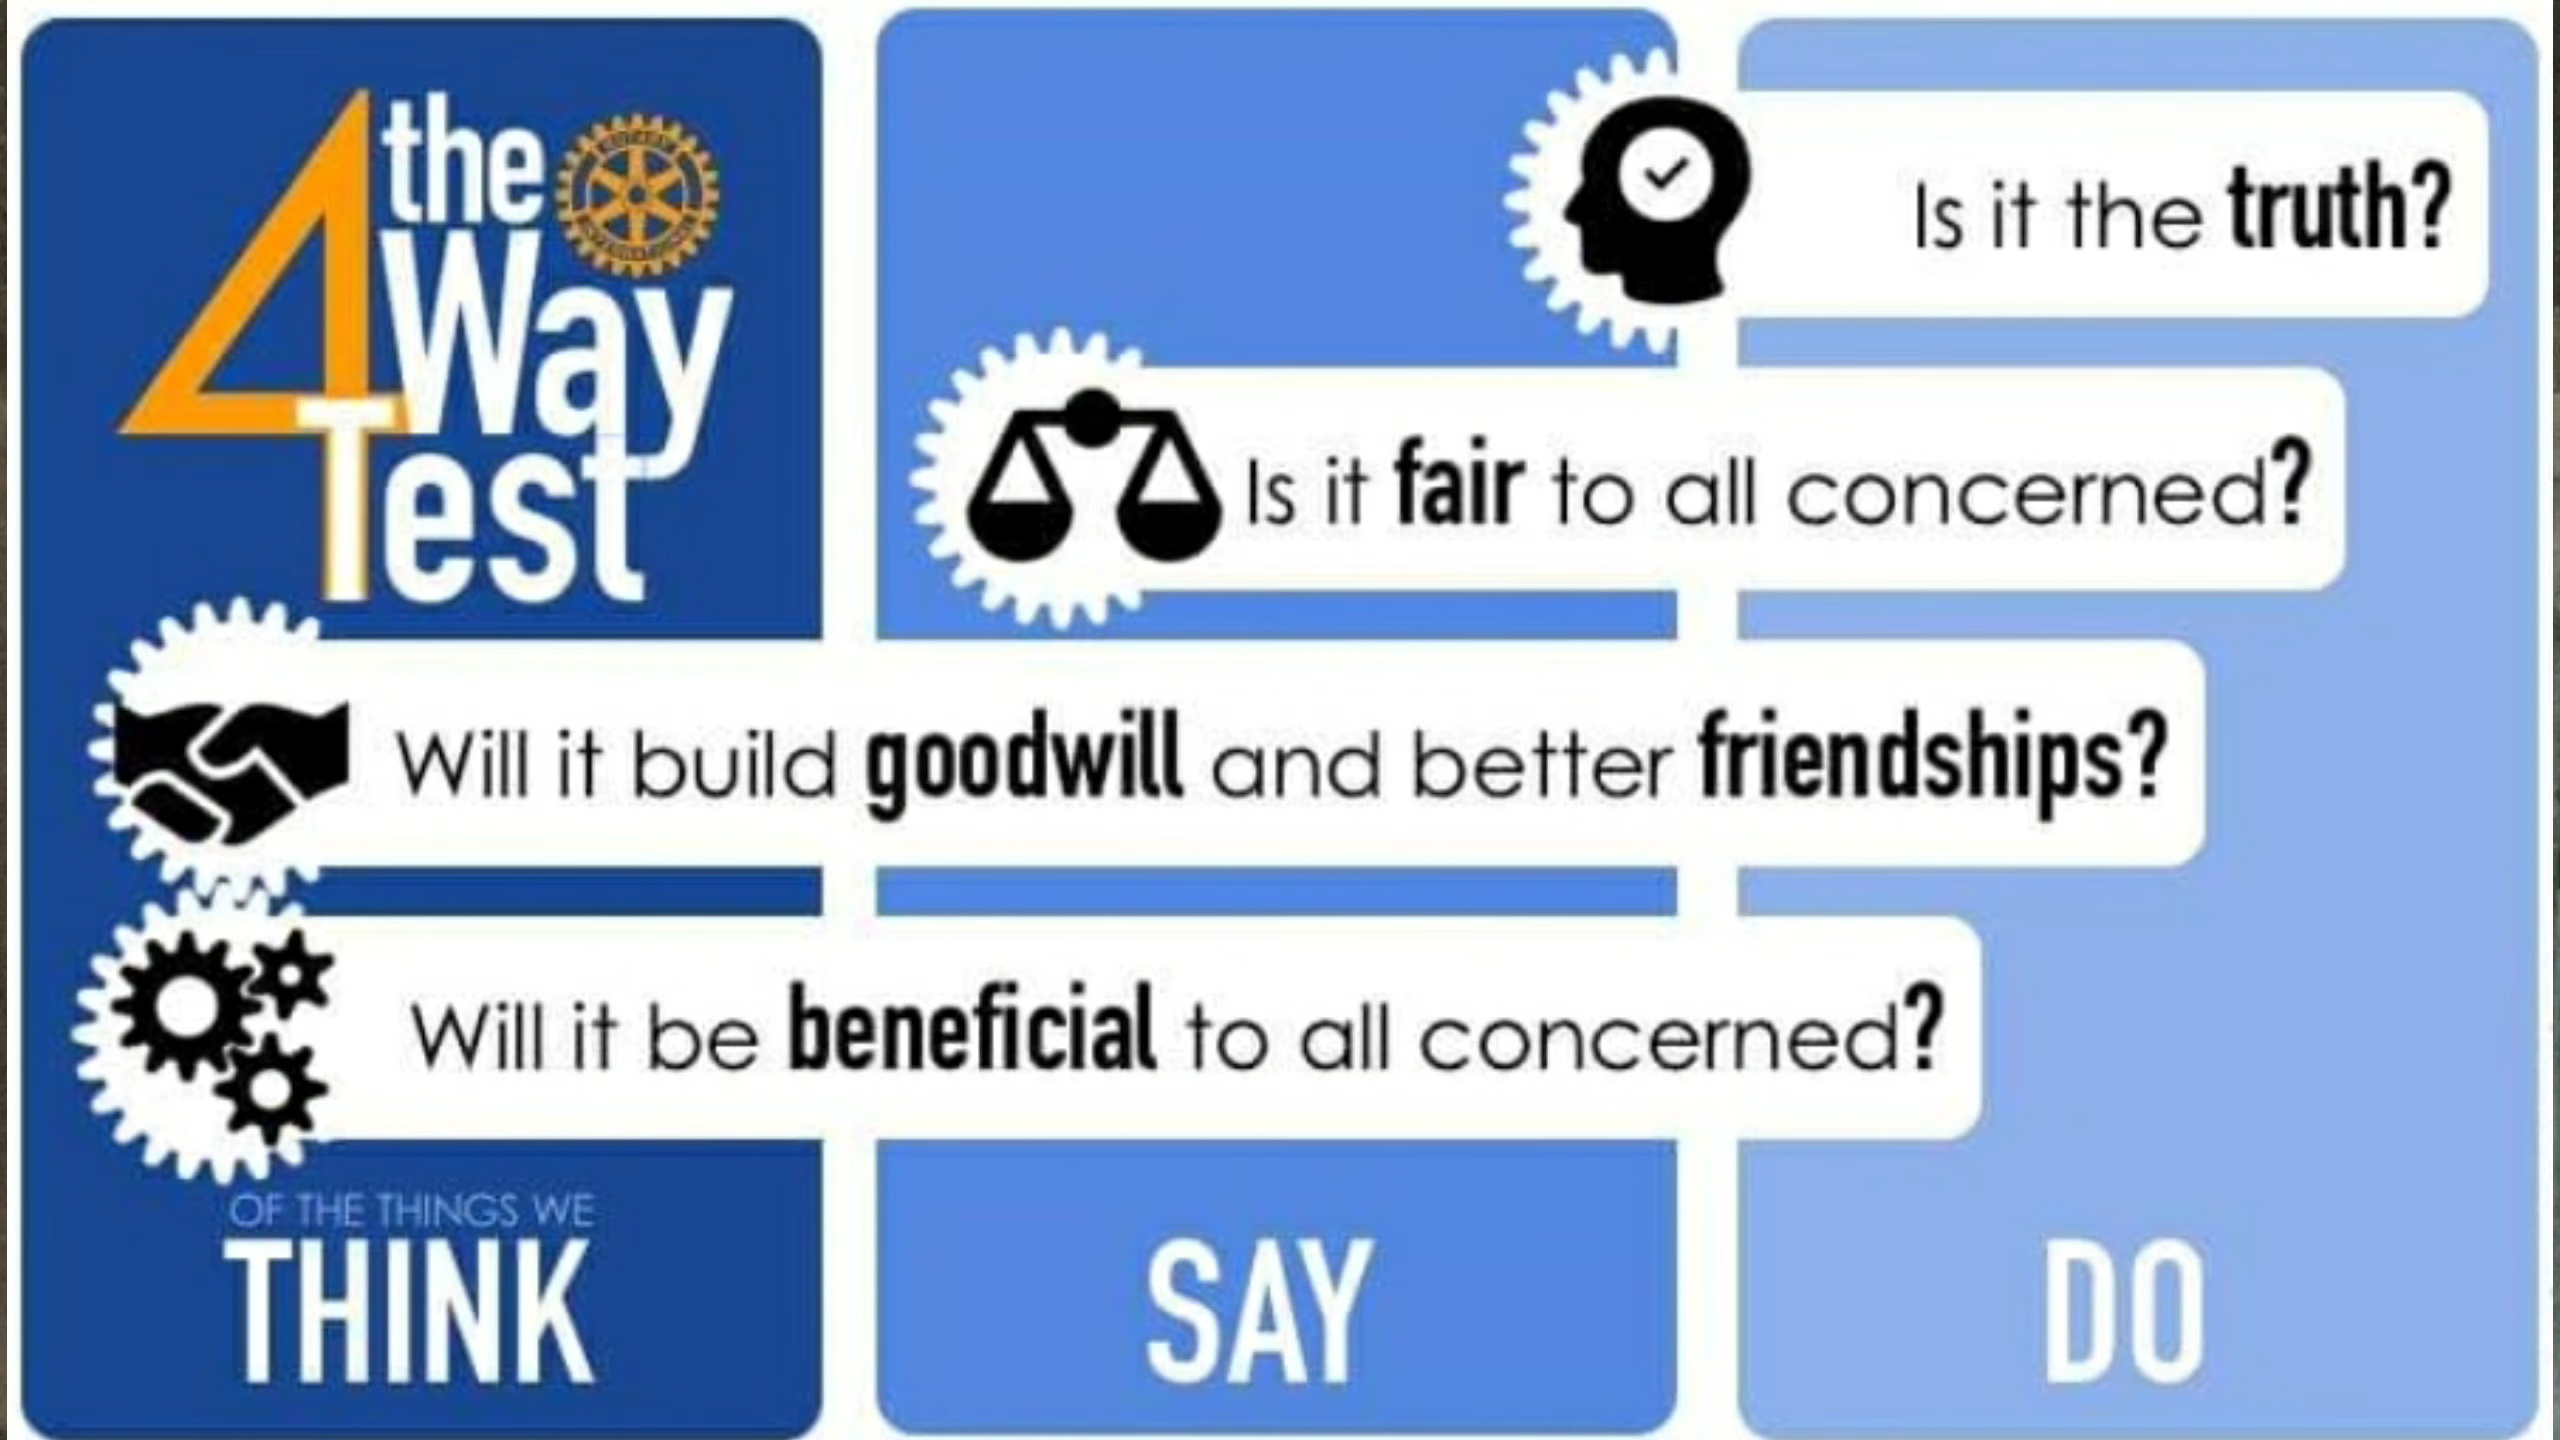 the
4 Way
Test
Is it the truth?
Is it fair to all concerned?
Will it build goodwill and better friendships?
Will it be beneficial to all concerned?
OF THE THINGS WE
THINK
SAY
DO